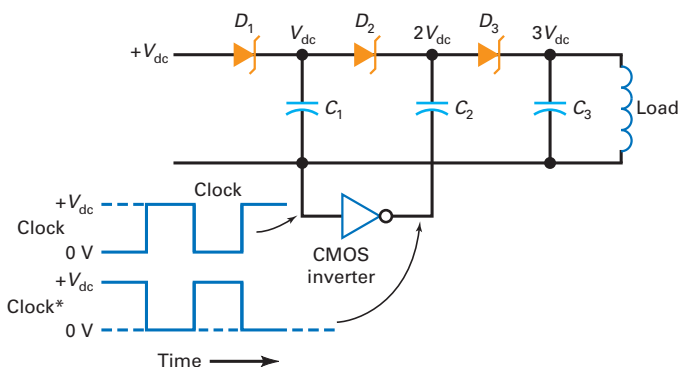 D1 D2 D3
+Vdc Vdc 2Vdc 3Vdc
C1 C2 C3 Load
Clock
+Vdc
Clock
0 V
CMOS
inverter
+Vdc
Clock*
0 V
Time